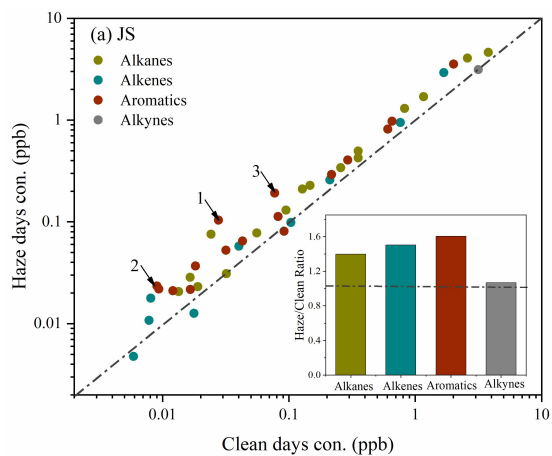 (a) JS
Alkanes
Alkenes
Aromatics
Alkynes
10
1
0.1
0.01
Haze days con. (ppb)
1
2
3
0.01
0.1
1
10
Clean days con. (ppb)
1.6
1.2
0.8
0.4
0.0
Haze/Clean Ratio
Alkanes Alkenes Aromatics Alkynes